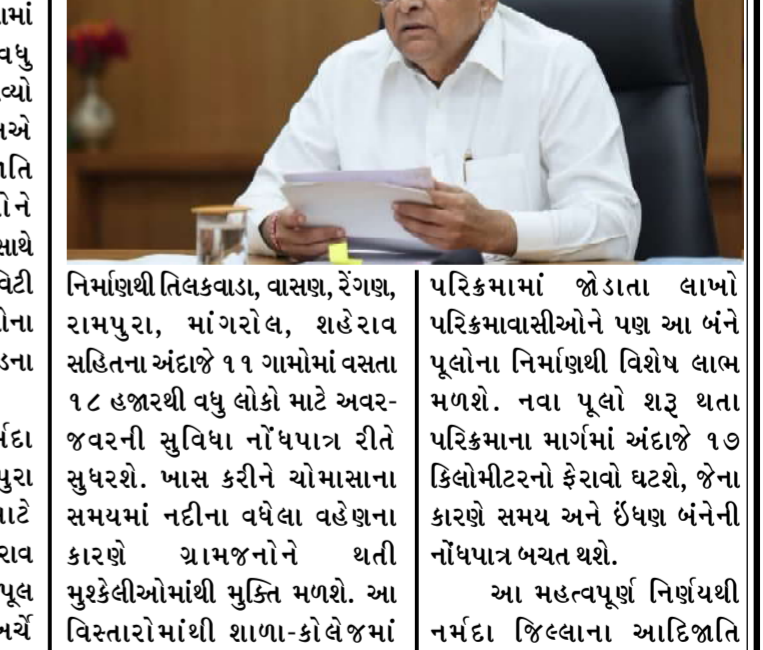 ામાં
વધુ
વ્યો
ાતિ
સાથે
નિર્માણથી તિલકવાડા, વાસણ, રેંગણ,
રામપુરા, માંગરોલ, શહેરાવ
સહિતના અંદાજે ૧૧ ગામોમાં વસતા
૧૮ હજારથી વધુ લોકો માટે અવર-
જવરની સુવિધા નોંધપાત્ર રીતે
સુધરશે. ખાસ કરીને ચોમાસાના
સમયમાં નદીના વધેલા વહેણના
કારણે ગ્રામજનોને થતી
મુશ્કેલીઓમાંથી મુક્તિ મળશે. આ
વિસ્તારોમાંથી શાળા-કોલેજમાં
પરિક્રમામાં જોડાતા લાખો
પરિક્રમાવાસીઓને પણ આ બંને
પૂલોના નિર્માણથી વિશેષ લાભ
મળશે. નવા પૂલો શરૂ થતા
પરિક્રમાના માર્ગમાં અંદાજે ૧૭
કિલોમીટરનો ફેરાવો ઘટશે, જેના
કારણે સમય અને ઈંધણ બંનેની
નોંધપાત્ર બચત થશે.
આ મહત્વપૂર્ણ નિર્ણયથી
નર્મદા જિલ્લાના આદિજાતિ